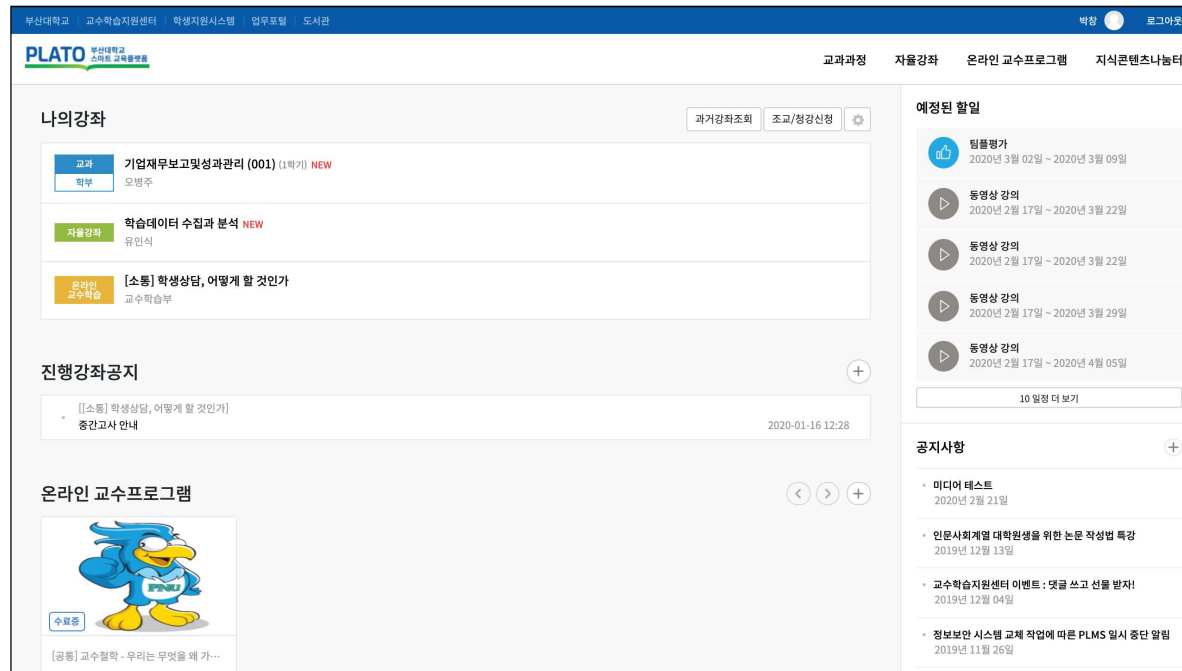 부산대학교 교수학습지원센터 학생지원시스템 업무포털 도서관
박창 로그아웃
PLATO 부산대학교
스마트 교육플랫폼
교과과정 자율강좌 온라인 교수프로그램 지식콘텐츠나눔터
나의강좌
과거강좌조회 조교/청강신청
교과
학부
기업재무보고및성과관리 (001) (1학기) NEW
오병주
자율강좌
학습데이터 수집과 분석 NEW
유인식
온라인
교수학습
[소통] 학생상담, 어떻게 할 것인가
교수학습부
진행강좌공지
[[소통] 학생상담, 어떻게 할 것인가]
중간고사 안내 2020-01-16 12:28
온라인 교수프로그램
PNU
수료증
[공통] 교수철학 - 우리는 무엇을 왜 가…
예정된 할일
팀플평가
2020년 3월 02일 ~ 2020년 3월 09일
동영상 강의
2020년 2월 17일 ~ 2020년 3월 22일
동영상 강의
2020년 2월 17일 ~ 2020년 3월 22일
동영상 강의
2020년 2월 17일 ~ 2020년 3월 29일
동영상 강의
2020년 2월 17일 ~ 2020년 4월 05일
10 일정 더 보기
공지사항
미디어 테스트
2020년 2월 21일
인문사회계열 대학원생을 위한 논문 작성법 특강
2019년 12월 13일
교수학습지원센터 이벤트 : 댓글 쓰고 선물 받자!
2019년 12월 04일
정보보안 시스템 교체 작업에 따른 PLMS 일시 중단 알림
2019년 11월 26일